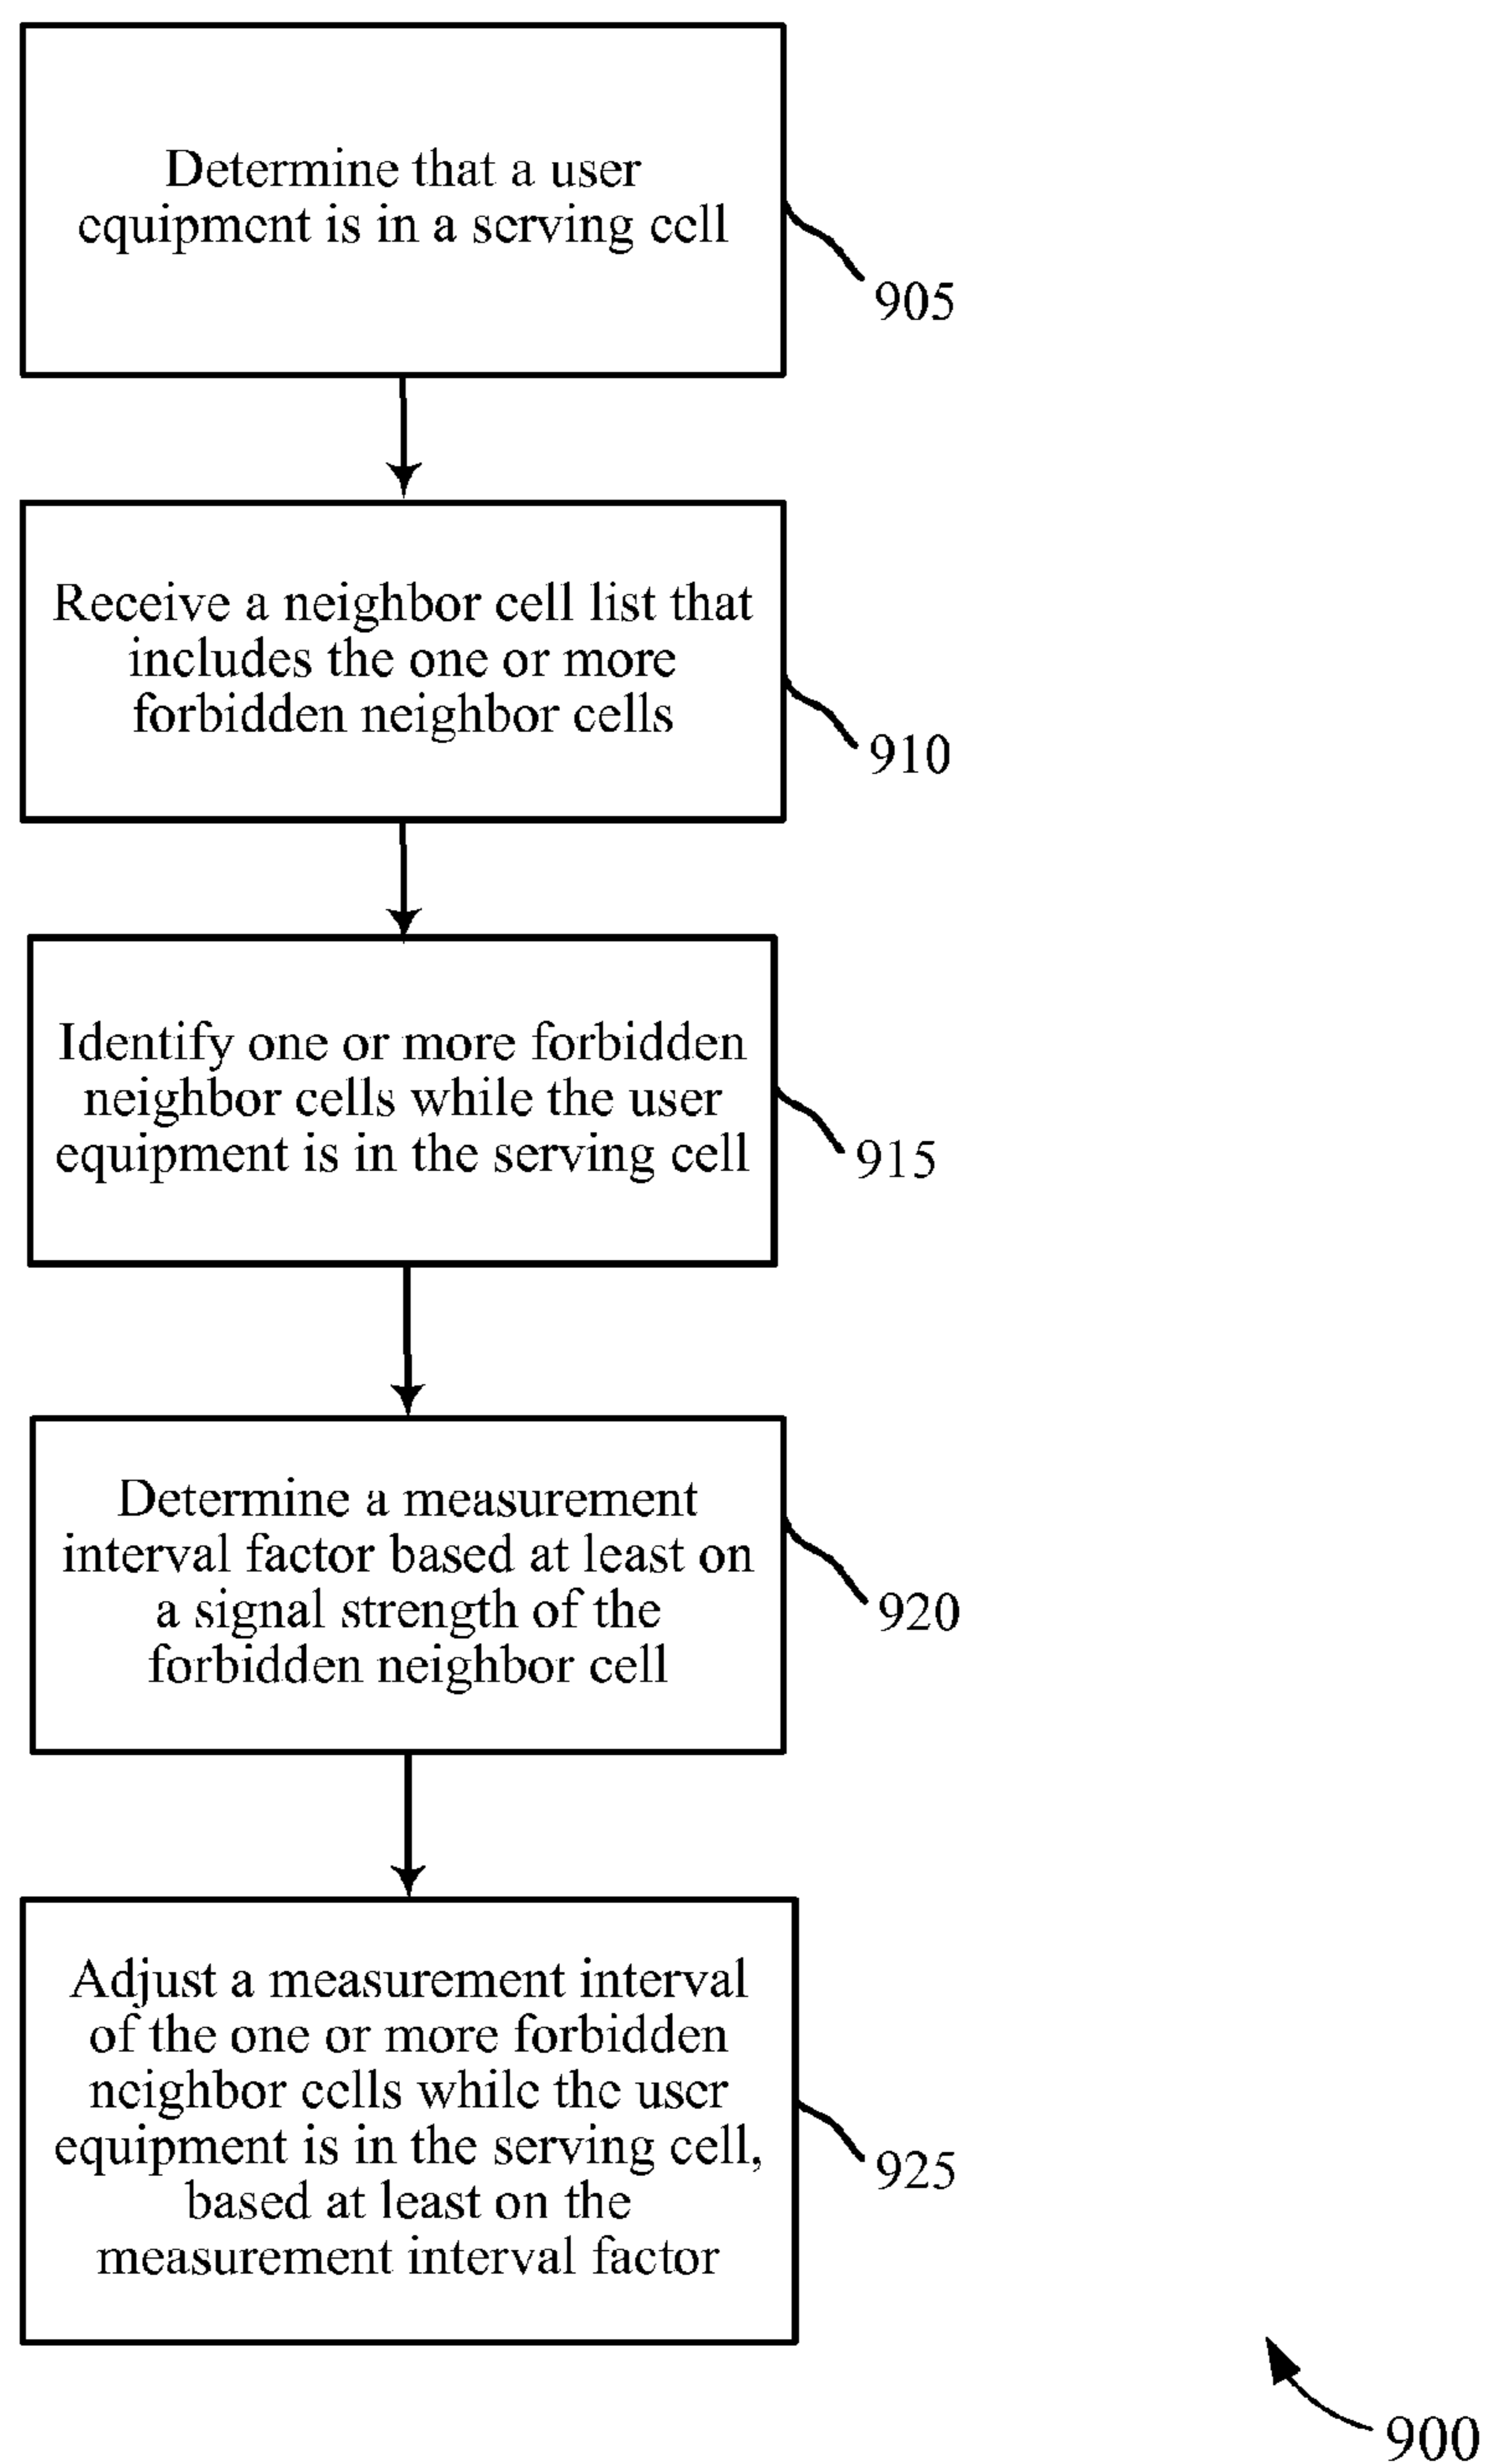 Determine that a user
equipment is in a serving cell
905
Receive a neighbor cell list that
includes the one or more
forbidden neighbor cells
910
Identify one or more forbidden
neighbor cells while the user
equipment is in the serving cell
915
Determine a measurement
interval factor based at least on
a signal strength of the
forbidden neighbor cell
920
Adjust a measurement interval
of the one or more forbidden
neighbor cells while the user
equipment is in the serving cell,
based at least on the
measurement interval factor
925
900